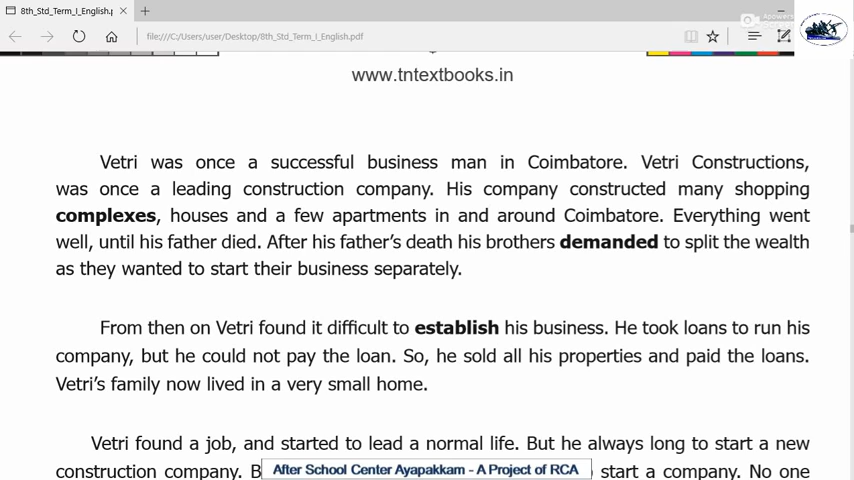 8th_Std_Term_I_English.p
file:///C:/Users/user/Desktop/8th_Std_Term_I_English.pdf
www.tntextbooks.in
Vetri was once a successful business man in Coimbatore. Vetri Constructions,
was once a leading construction company. His company constructed many shopping
complexes, houses and a few apartments in and around Coimbatore. Everything went
well, until his father died. After his father’s death his brothers demanded to split the wealth
as they wanted to start their business separately.
From then on Vetri found it difficult to establish his business. He took loans to run his
company, but he could not pay the loan. So, he sold all his properties and paid the loans.
Vetri’s family now lived in a very small home.
Vetri found a job, and started to lead a normal life. But he always long to start a new
construction company. B start a company. No one
After School Center Ayapakkam - A Project of RCA